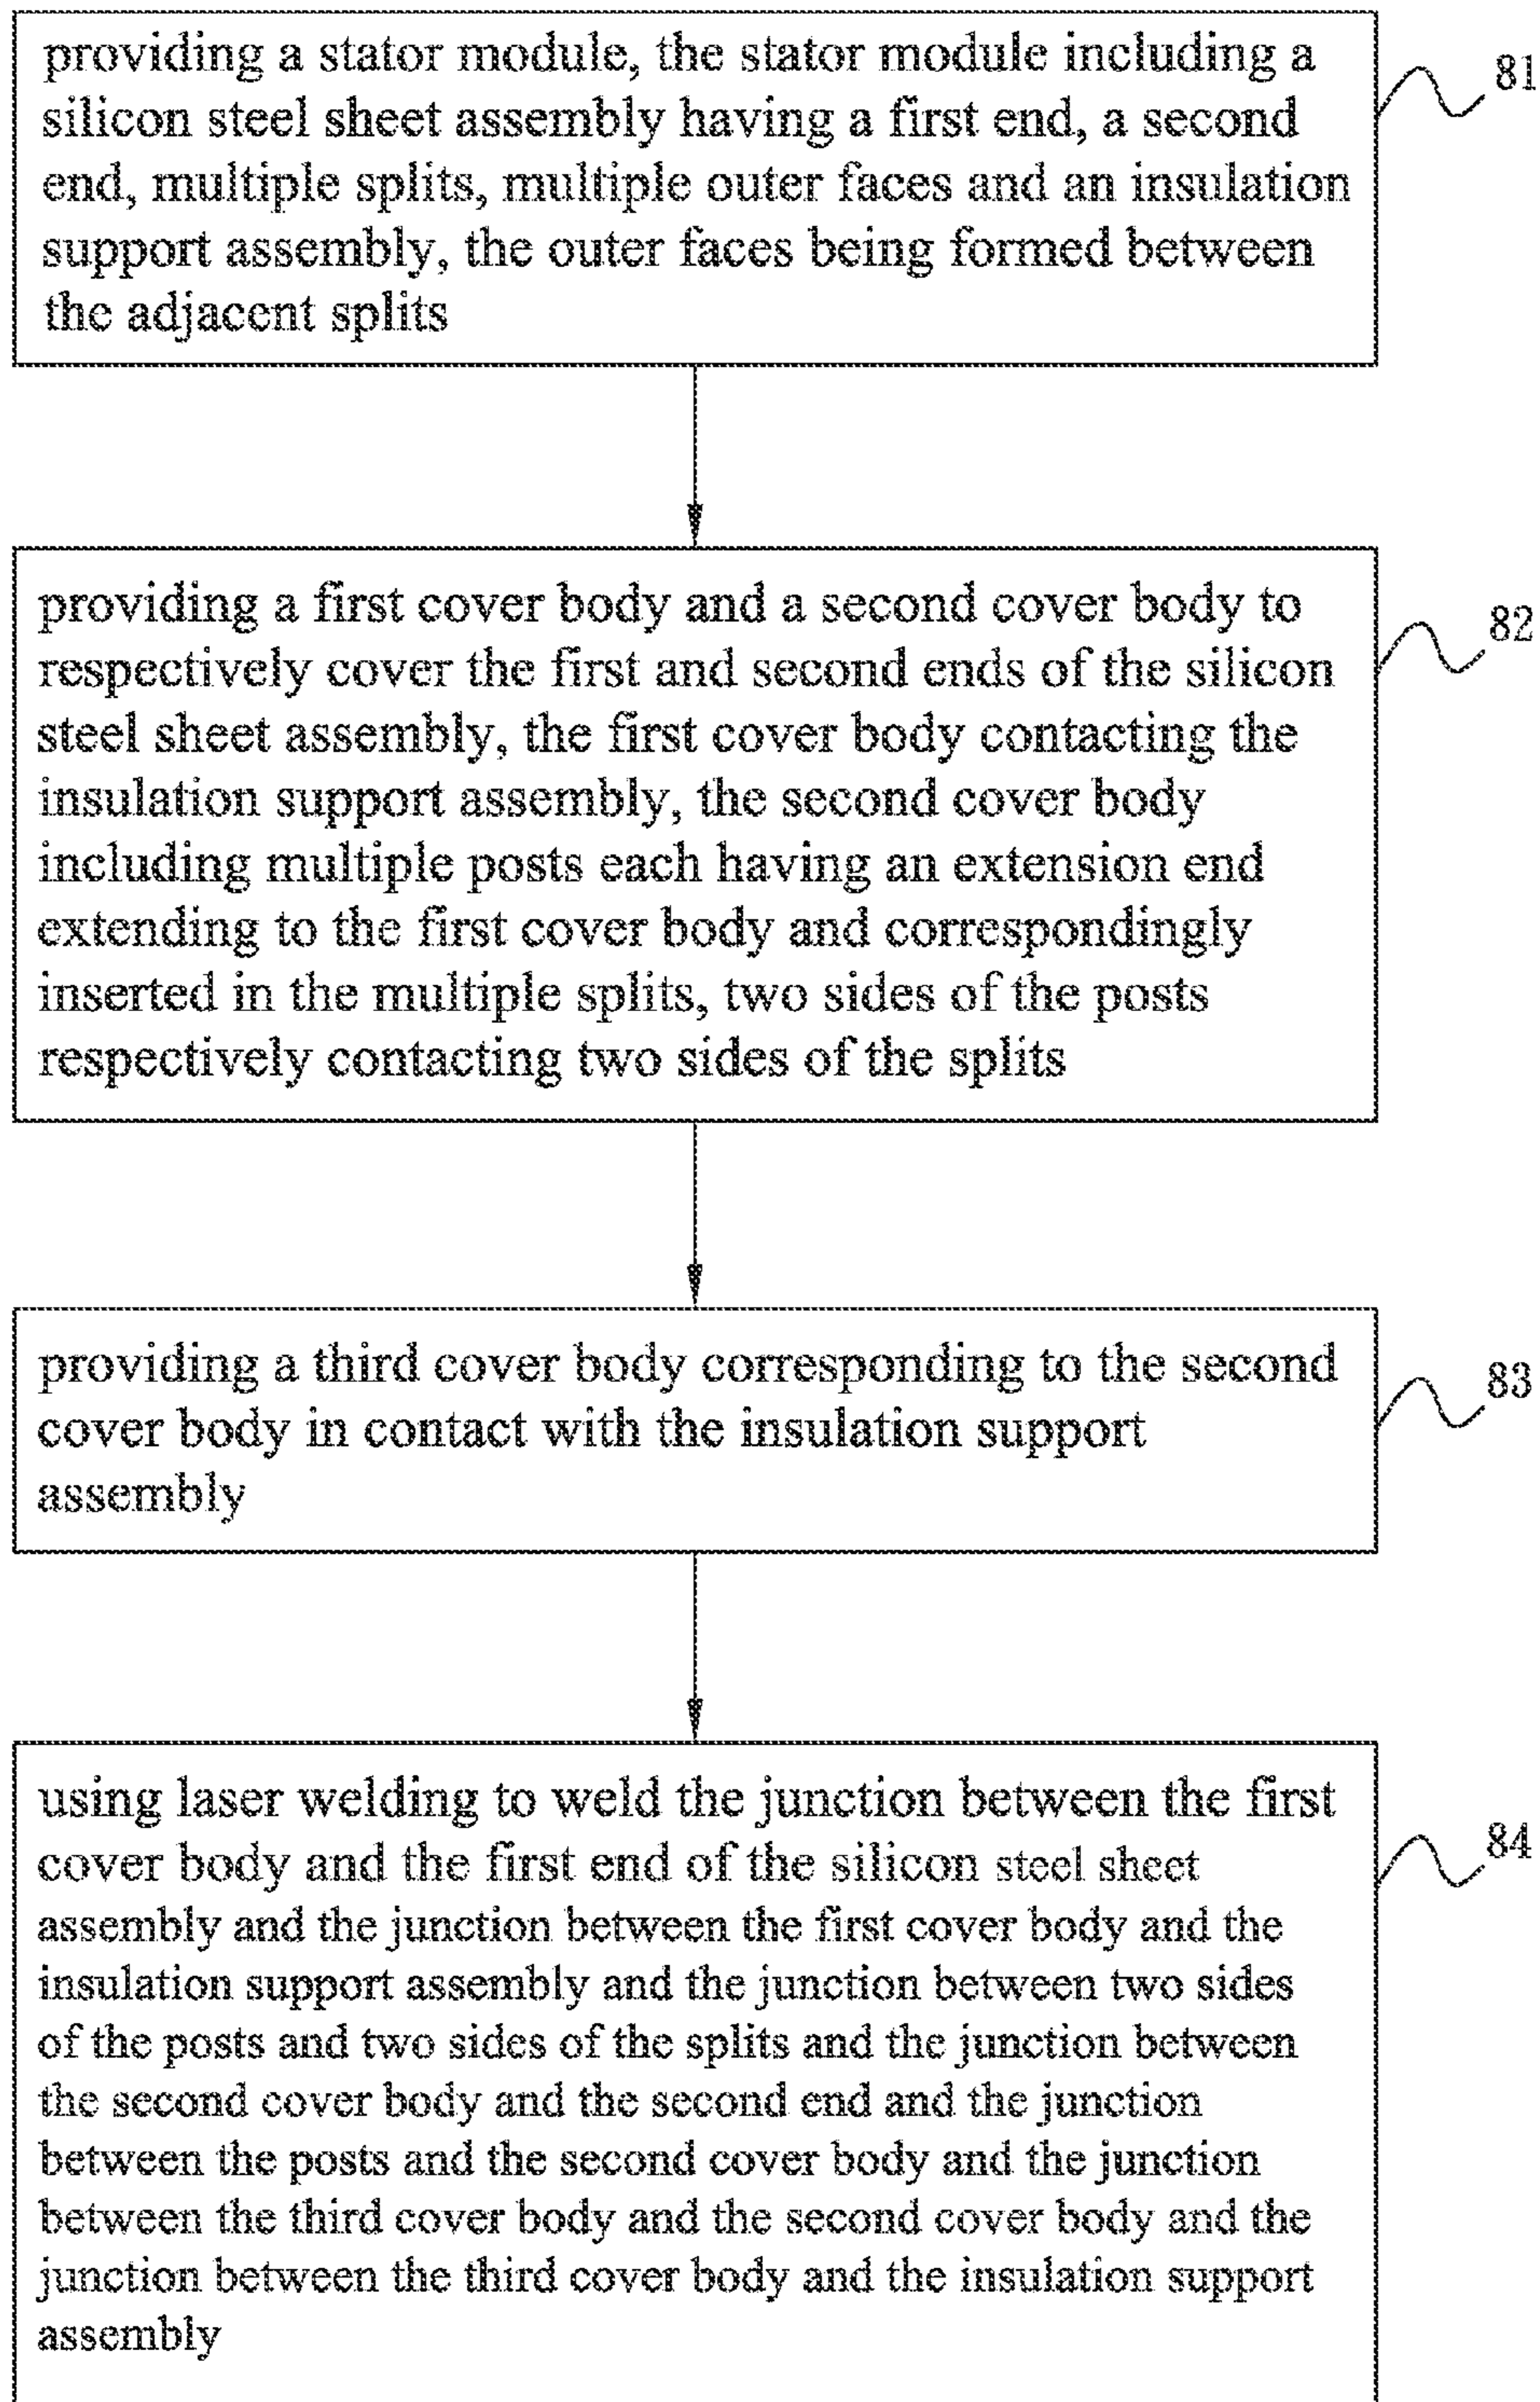 providing a stator module, the stator module including a
silicon steel sheet assembly having a first end, a second
end, multiple splits, multiple outer faces and an insulation
support assembly, the outer faces being formed between
the adjacent splits
81
providing a first cover body and a second cover body to
respectively cover the first and second ends of the silicon
steel sheet assembly, the first cover body contacting the
insulation support assembly, the second cover body
including multiple posts each having an extension end
extending to the first cover body and correspondingly
inserted in the multiple splits, two sides of the posts
respectively contacting two sides of the splits
82
providing a third cover body corresponding to the second
cover body in contact with the insulation support
assembly
83
using laser welding to weld the junction between the first
cover body and the first end of the silicon steel sheet
assembly and the junction between the first cover body and the
insulation support assembly and the junction between two sides
of the posts and two sides of the splits and the junction between
the second cover body and the second end and the junction
between the posts and the second cover body and the junction
between the third cover body and the second cover body and the
junction between the third cover body and the insulation support
assembly
84